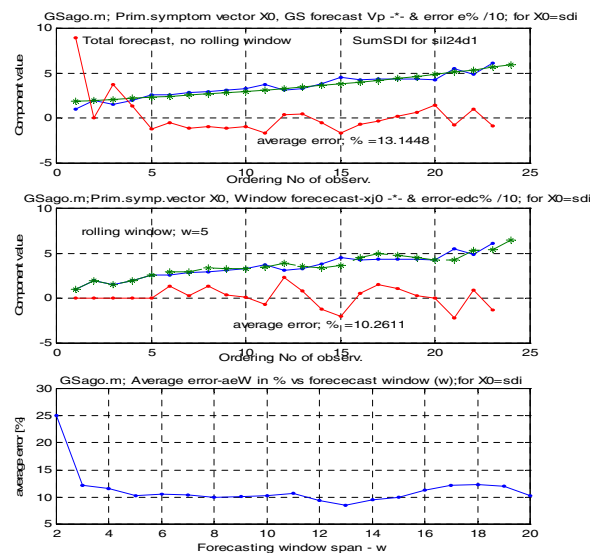 GSago.m; Prim.symptom vector X0, GS forecast Vp -*- & error e% /10; for X0=sdi
Total forecast, no rolling window
SumSDI for sil24d1
10
5
0
-5
Component value
average error; % =13.1448
0 5 10 15 20 25
Ordering No of observ.
GSago.m;Prim.symp.vector X0, Window forececast-xj0 -*- & error-edc% /10; for X0=sdi
rolling window; w=5
10
5
0
-5
Component value
average error; % =10.2611
0 5 10 15 20 25
Ordering No of observ.
GSago.m; Average error-aeW in % vs forececast window (w);for X0=sdi
30
25
20
15
10
5
0
average error [%]
2 4 6 8 10 12 14 16 18 20
Forecasting window span - w